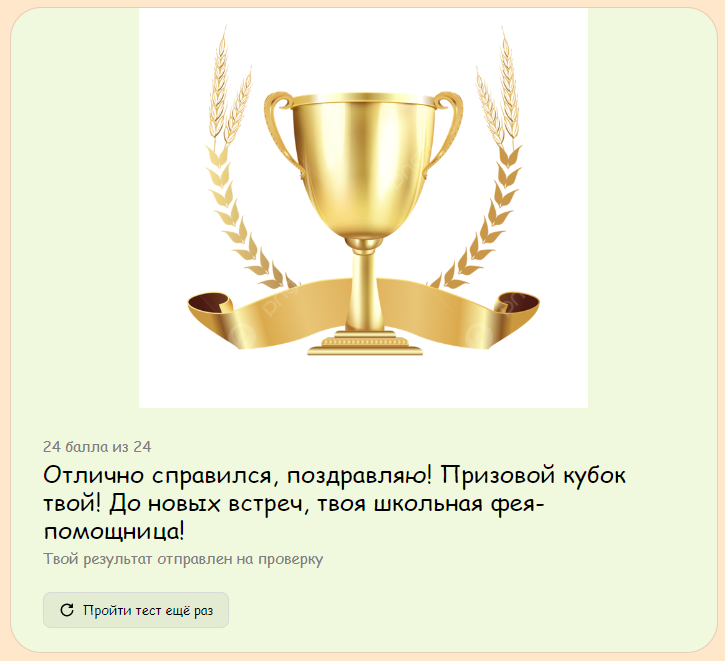 24 балла из 24
Отлично справился, поздравляю! Призовой кубок
твой! До новых встреч, твоя школьная фея-
помощница!
Твой результат отправлен на проверку
Пройти тест ещё раз